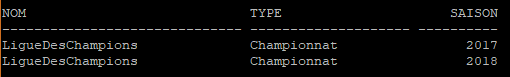 NOM TYPE SAISON
------------------------------ --------------- ----------
LigueDesChampions Championnat 2017
LigueDesChampions Championnat 2018